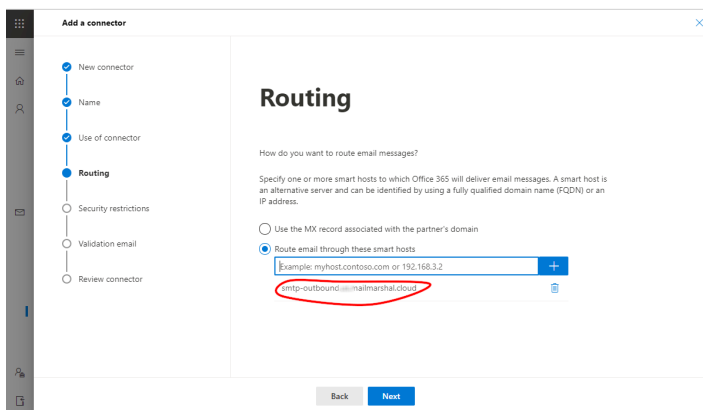 Add a connector
New connector
Name
Use of connector
Routing
Security restrictions
Validation email
Review connector
Routing
How do you want to route email messages?
Specify one or more smart hosts to which Office 365 will deliver email messages. A smart host is
an alternative server and can be identified by using a fully qualified domain name (FQDN) or an
IP address.
Use the MX record associated with the partner's domain
Route email through these smart hosts
Example: myhost.contoso.com or 192.168.3.2
smtp-outbound mailmarshal.cloud
Back
Next